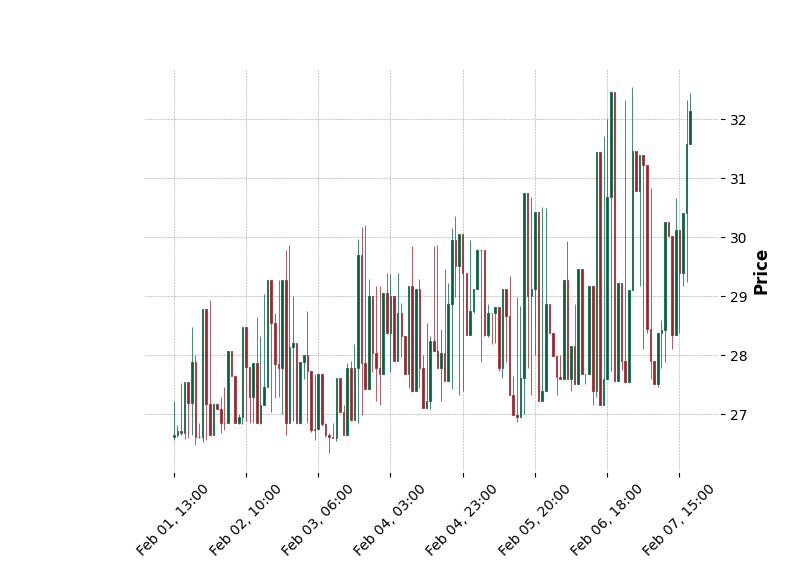 32
31
30
29
28
27
Price
Feb 01, 13:00
Feb 02, 10:00
Feb 03, 06:00
Feb 04, 03:00
Feb 04, 23:00
Feb 05, 20:00
Feb 06, 18:00
Feb 07, 15:00